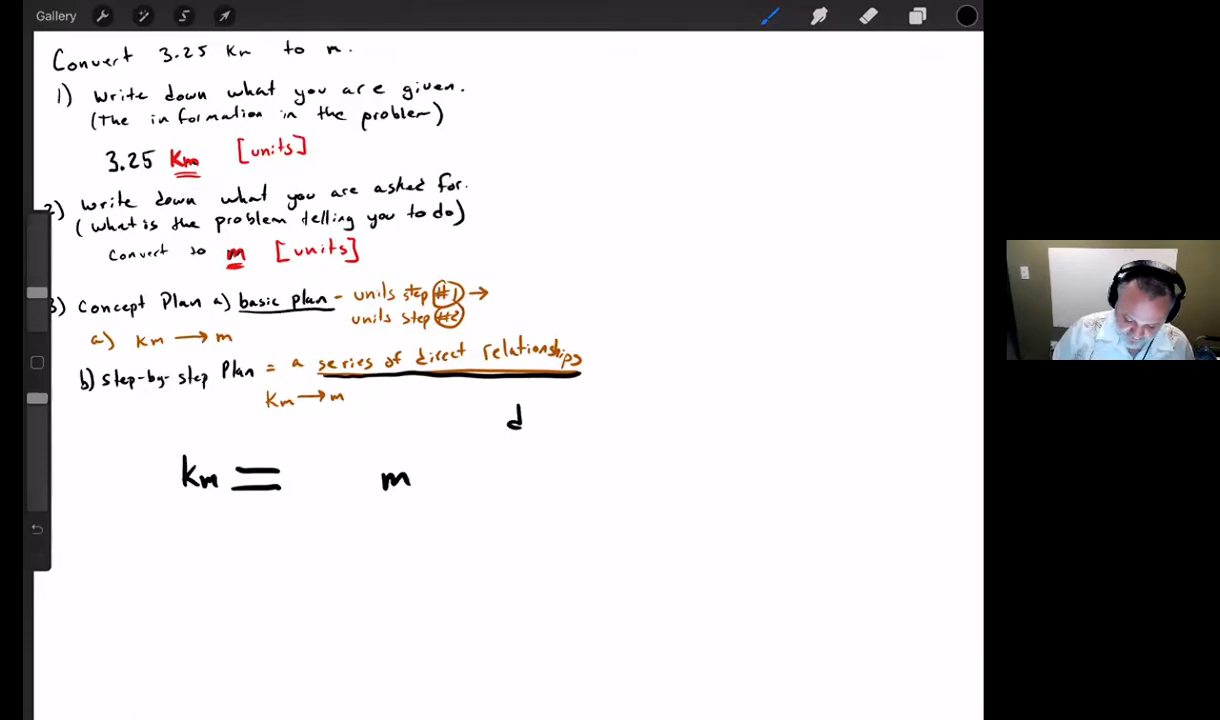 Gallery
Convert 3.25 Km to m.
1) Write down what you are given.
(The information in the problem)
3.25 Km [units]
2) Write down what you are asked for.
(What is the problem telling you to do)
Convert to m [units]
3) Concept Plan a) basic plan - units step #1 →
units step #2
a) Km → m
b) step-by-step Plan = a series of direct relationships
Km → m
d
km = m